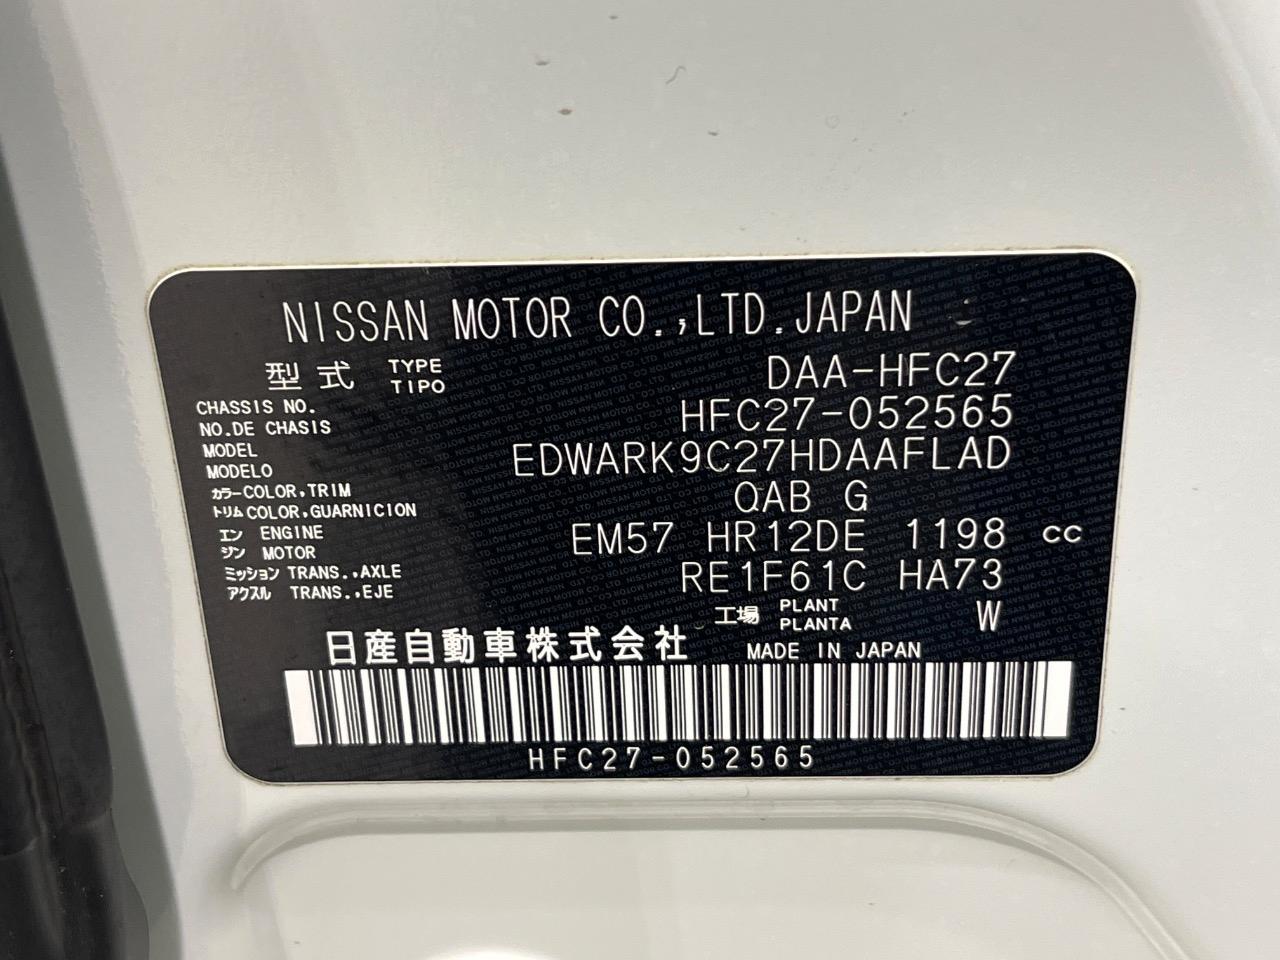 NISSAN MOTOR CO.,LTD.JAPAN
型式 TYPE TIPO DAA-HFC27
CHASSIS NO. NO.DE CHASIS HFC27-052565
MODEL MODELO EDWARK9C27HDAAFLAD
カラー COLOR,TRIM トリム COLOR,GUARNICION QAB G
エン ENGINE ジン MOTOR EM57 HR12DE 1198 cc
ミッション TRANS.,AXLE アクスル TRANS.,EJE RE1F61C HA73
工場 PLANT PLANTA W
日産自動車株式会社 MADE IN JAPAN
HFC27-052565